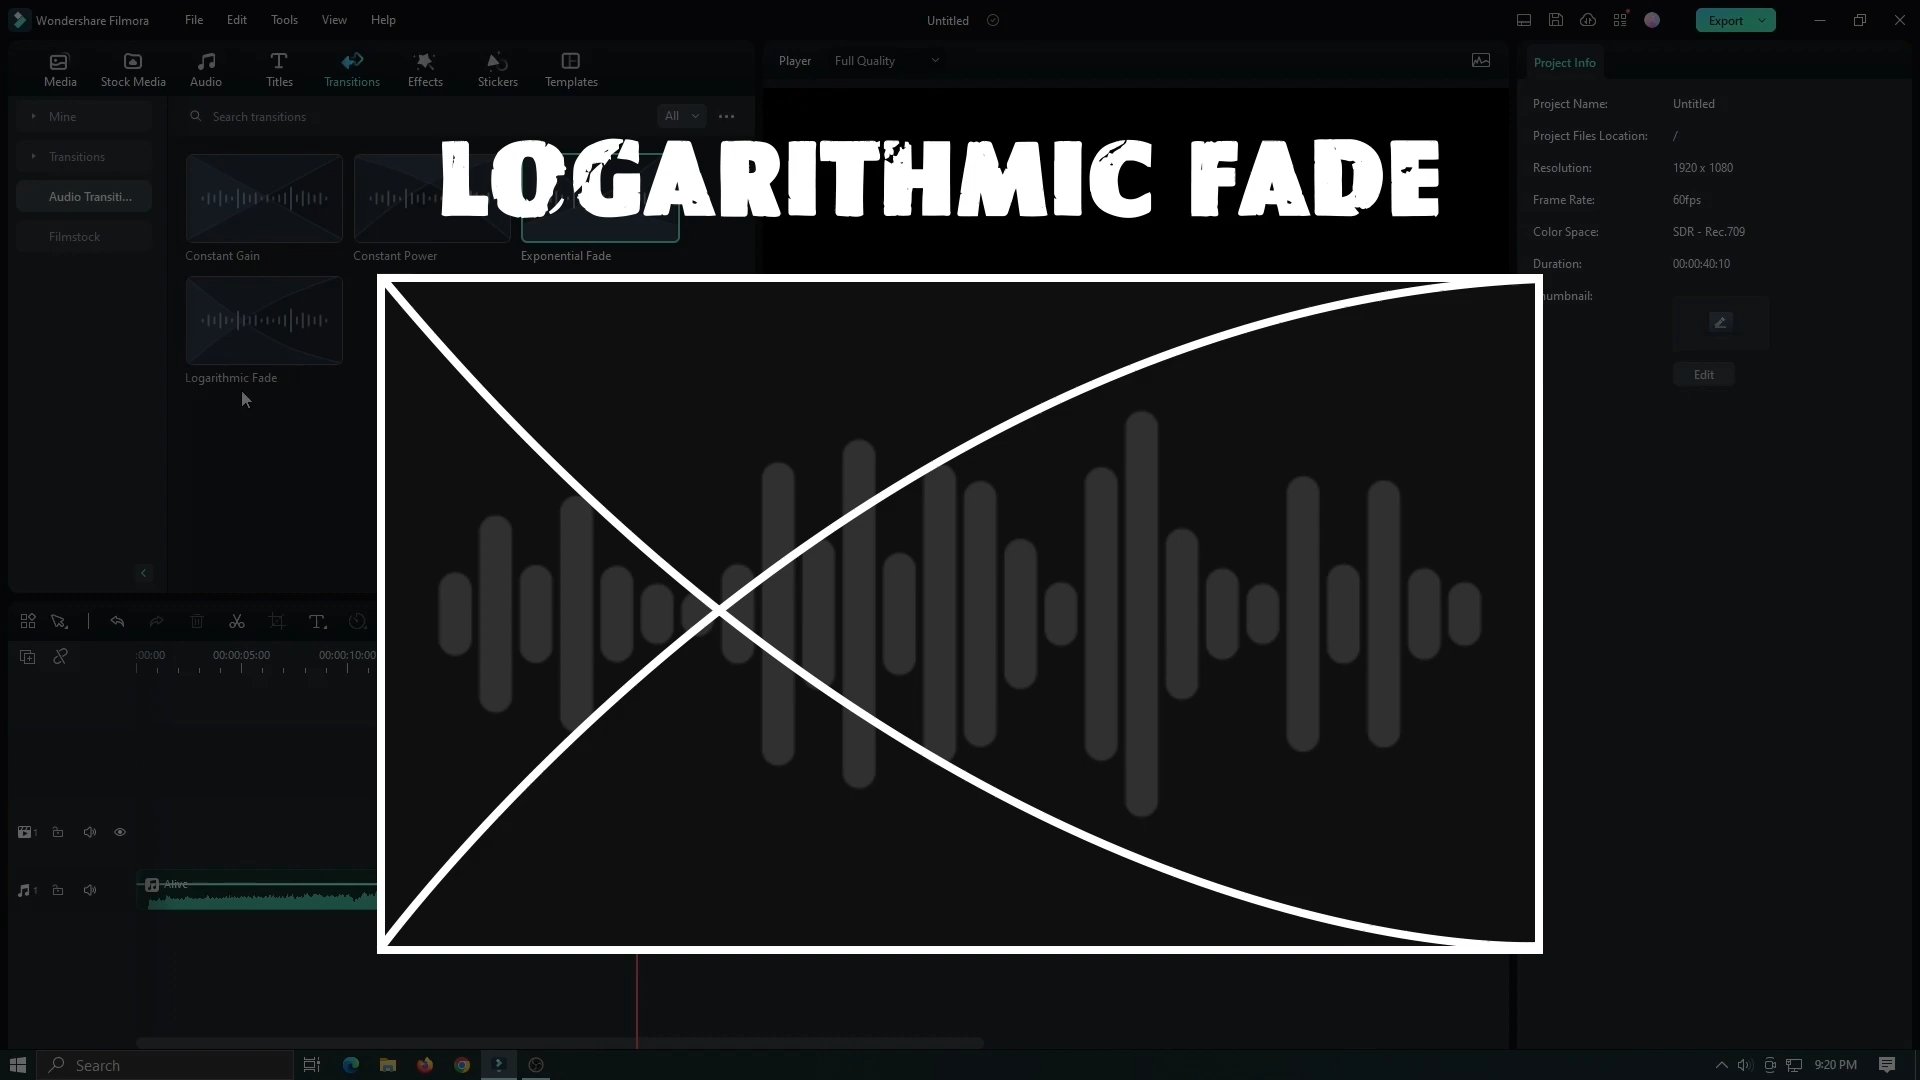 Wondershare Filmora File Edit Tools View Help Untitled Export
Media Stock Media Audio Titles Transitions Effects Stickers Templates
Player Full Quality
Project Info
Mine
Transitions
Audio Transiti...
Filmstock
Search transitions All
LOGARITHMIC FADE
Constant Gain Constant Power Exponential Fade
Logarithmic Fade
Project Name: Untitled
Project Files Location: /
Resolution: 1920 x 1080
Frame Rate: 60fps
Color Space: SDR - Rec.709
Duration: 00:00:40:10
umbnail:
Edit
:00:00 00:00:05:00 00:00:10:00
1
1
Alive
Search
9:20 PM